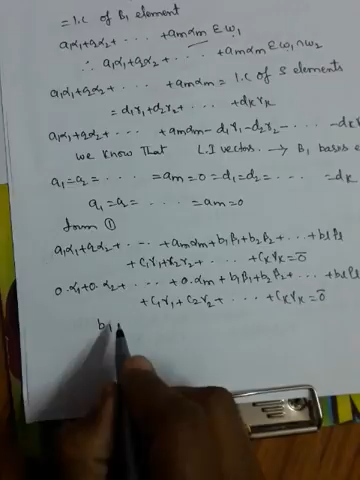 = l.c of B₁ element
a₁α₁+a₂α₂+ · · · +amαm ∈ W₁
∴ a₁α₁+a₂α₂+ · · · +amαm ∈ W₁∩W₂
a₁α₁+a₂α₂+ · · · +amαm = l.c of S elements
= d₁γ₁+d₂γ₂+ · · · +dKγK
a₁α₁+a₂α₂+ · · · +amαm-d₁γ₁-d₂γ₂- · · · -dKγ
we know That L.I vectors. → B₁ basis e
a₁=a₂= · · · =am=0=d₁=d₂= · · · =dK
a₁=a₂= · · · =am=0
from ①
a₁α₁+a₂α₂+ · · · +amαm+b₁β₁+b₂β₂+ · · · +blβl
+c₁γ₁+c₂γ₂+ · · · +cKγK=0̄
0.α₁+0.α₂+ · · · +0.αm+b₁β₁+b₂β₂+ · · · +blβl
+c₁γ₁+c₂γ₂+ · · · +cKγK=0̄
b₁